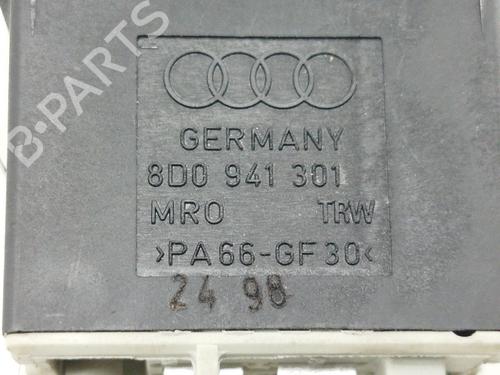 B-PARTS
GERMANY
8D0 941 301
MRO TRW
>PA66-GF30<
24 98